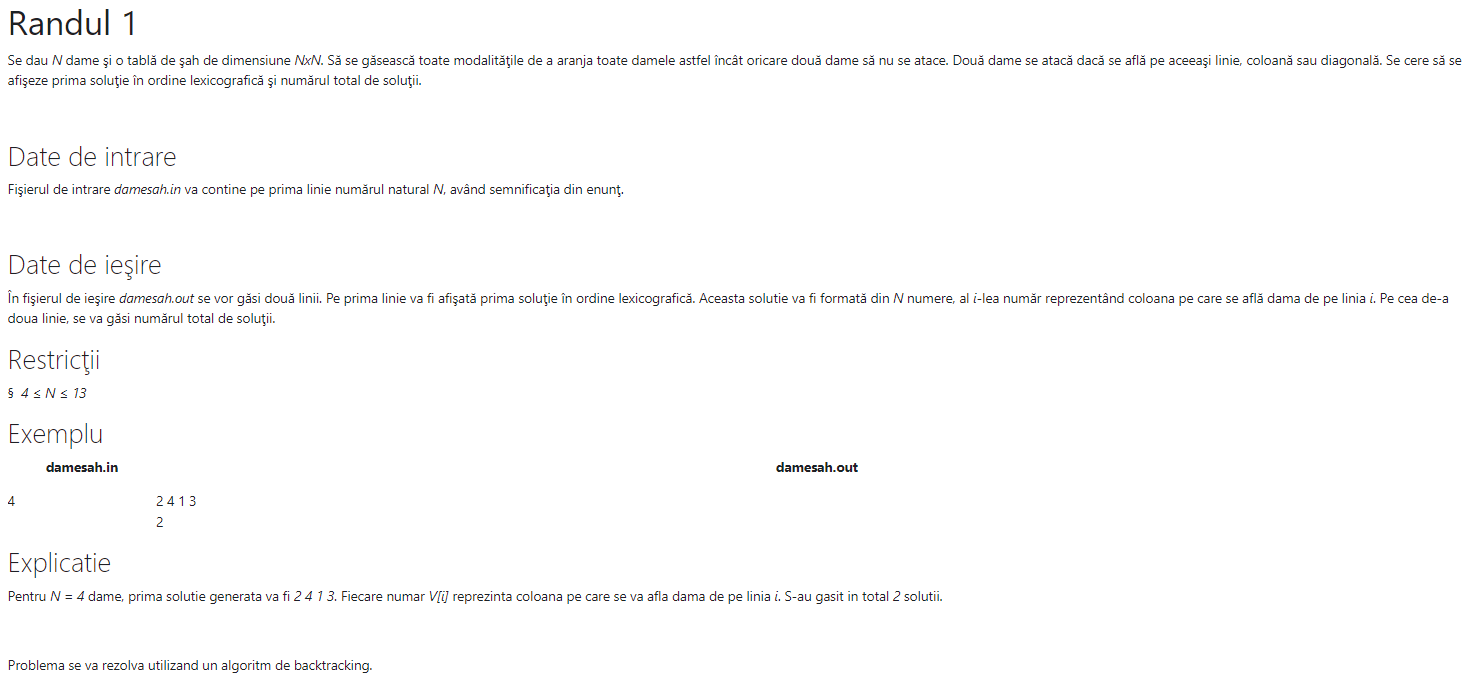 Randul 1
Se dau N dame şi o tablă de şah de dimensiune NxN. Să se găsească toate modalităţile de a aranja toate damele astfel încât oricare două dame să nu se atace. Două dame se atacă dacă se află pe aceeaşi linie, coloană sau diagonală. Se cere să se
afişeze prima soluţie în ordine lexicografică şi numărul total de soluţii.
Date de intrare
Fişierul de intrare damesah.in va contine pe prima linie numărul natural N, având semnificaţia din enunţ.
Date de ieşire
În fişierul de ieşire damesah.out se vor găsi două linii. Pe prima linie va fi afişată prima soluţie în ordine lexicografică. Aceasta solutie va fi formată din N numere, al i-lea număr reprezentând coloana pe care se află dama de pe linia i. Pe cea de-a
doua linie, se va găsi numărul total de soluţii.
Restricţii
§ 4 ≤ N ≤ 13
Exemplu
damesah.in damesah.out
4 2 4 1 3
2
Explicatie
Pentru N = 4 dame, prima solutie generata va fi 2 4 1 3. Fiecare numar V[i] reprezinta coloana pe care se va afla dama de pe linia i. S-au gasit in total 2 solutii.
Problema se va rezolva utilizand un algoritm de backtracking.